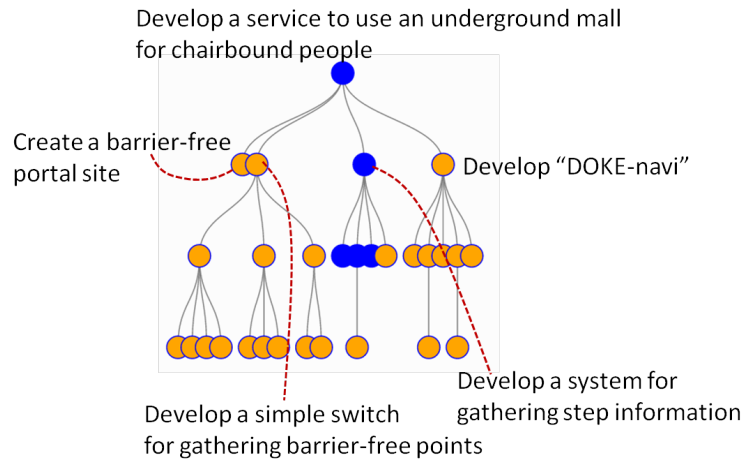 Develop a service to use an underground mall
for chairbound people
Create a barrier-free
portal site
Develop “DOKE-navi”
Develop a system for
gathering step information
Develop a simple switch
for gathering barrier-free points